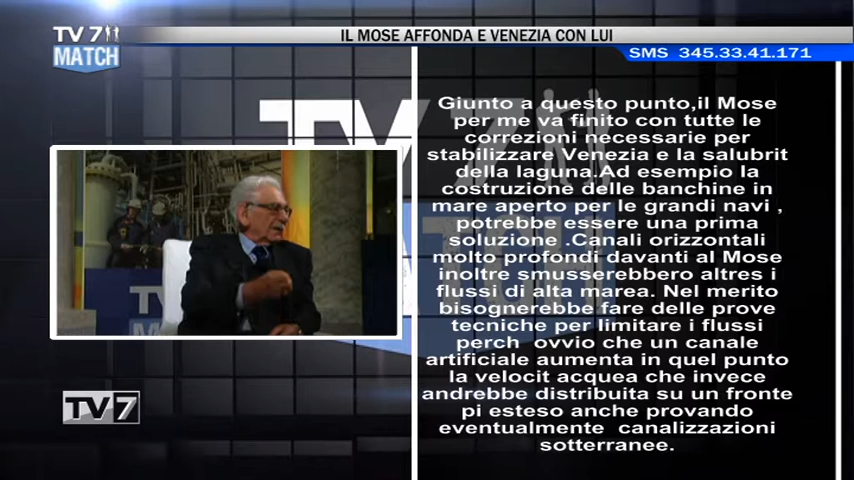 TV 7
MATCH
IL MOSE AFFONDA E VENEZIA CON LUI
SMS 345.33.41.171
Giunto a questo punto,il Mose
per me va finito con tutte le
correzioni necessarie per
stabilizzare Venezia e la salubrit
della laguna.Ad esempio la
costruzione delle banchine in
mare aperto per le grandi navi ,
potrebbe essere una prima
soluzione .Canali orizzontali
molto profondi davanti al Mose
inoltre smusserebbero altres i
flussi di alta marea. Nel merito
bisognerebbe fare delle prove
tecniche per limitare i flussi
perch  ovvio che un canale
artificiale aumenta in quel punto
la velocit acquea che invece
andrebbe distribuita su un fronte
pi esteso anche provando
eventualmente  canalizzazioni
sotterranee.
TV
MATCH
TV7